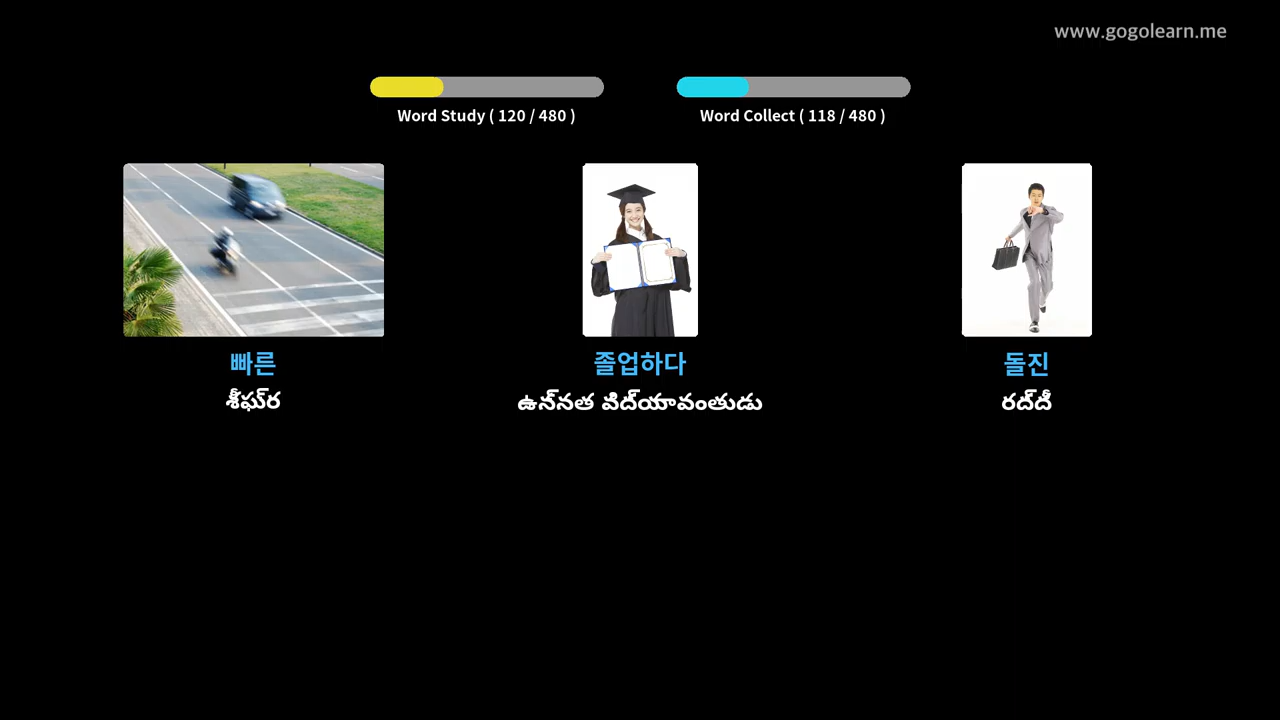 www.gogolearn.me
Word Study ( 120 / 480 )
Word Collect ( 118 / 480 )
빠른
졸업하다
돌진
శీఘ్ర
ఉన్నత విద్యావంతుడు
రద్దీ